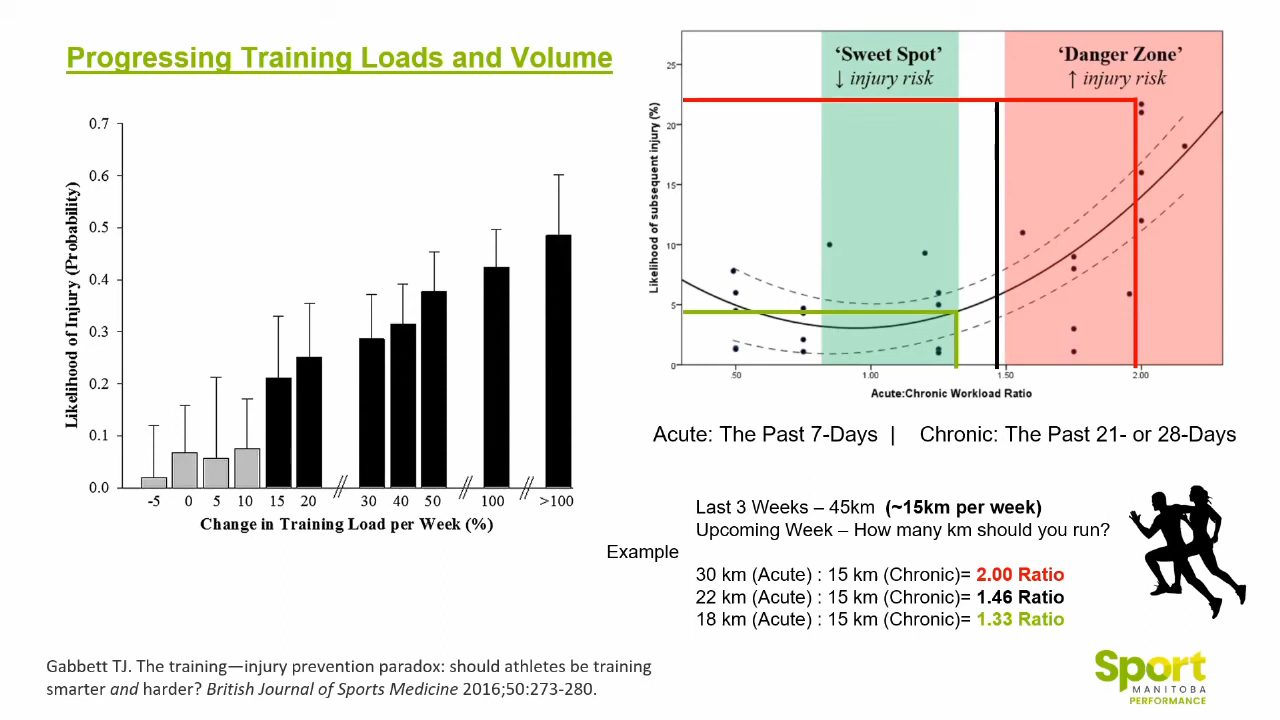 Progressing Training Loads and Volume
0.7
0.6
0.5
0.4
0.3
0.2
0.1
0.0
Likelihood of Injury (Probability)
-5 0 5 10 15 20 // 30 40 50 // 100 // >100
Change in Training Load per Week (%)
‘Sweet Spot’
↓ injury risk
‘Danger Zone’
↑ injury risk
25
20
15
10
5
0
Likelihood of subsequent injury (%)
.50 1.00 1.50 2.00
Acute:Chronic Workload Ratio
Acute: The Past 7-Days | Chronic: The Past 21- or 28-Days
Example
Last 3 Weeks – 45km (~15km per week)
Upcoming Week – How many km should you run?
30 km (Acute) : 15 km (Chronic)= 2.00 Ratio
22 km (Acute) : 15 km (Chronic)= 1.46 Ratio
18 km (Acute) : 15 km (Chronic)= 1.33 Ratio
Gabbett TJ. The training—injury prevention paradox: should athletes be training
smarter and harder? British Journal of Sports Medicine 2016;50:273-280.
Sport
MANITOBA
PERFORMANCE